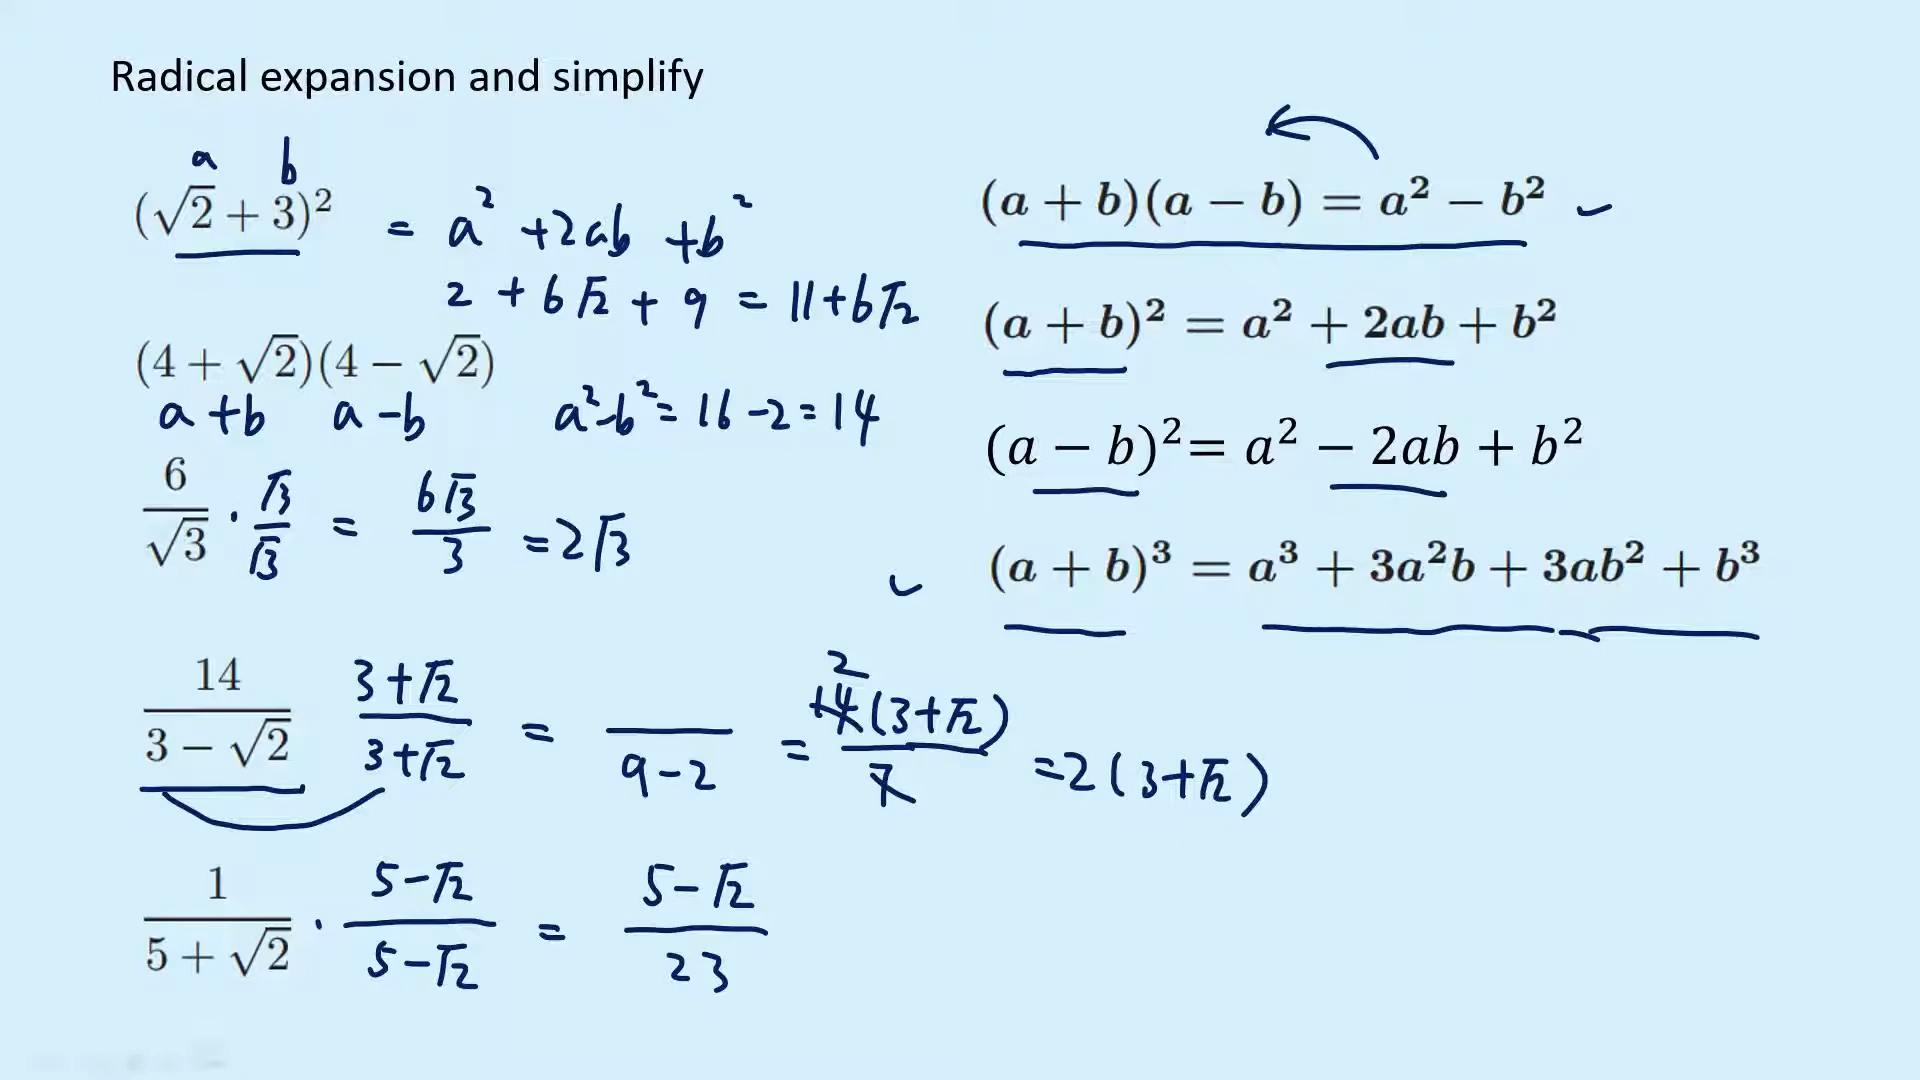 Radical expansion and simplify
a b
(√2 + 3)² = a² + 2ab + b²
2 + 6√2 + 9 = 11 + 6√2
(4 + √2)(4 − √2)
a + b a − b a² − b² = 16 − 2 = 14
6/√3 · √3/√3 = 6√3/3 = 2√3
14/(3 − √2) (3 + √2)/(3 + √2) = /(9 − 2) = 2 14(3 + √2)/7 = 2(3 + √2)
1/(5 + √2) · (5 − √2)/(5 − √2) = (5 − √2)/23
(a + b)(a − b) = a² − b²
(a + b)² = a² + 2ab + b²
(a − b)² = a² − 2ab + b²
(a + b)³ = a³ + 3a²b + 3ab² + b³